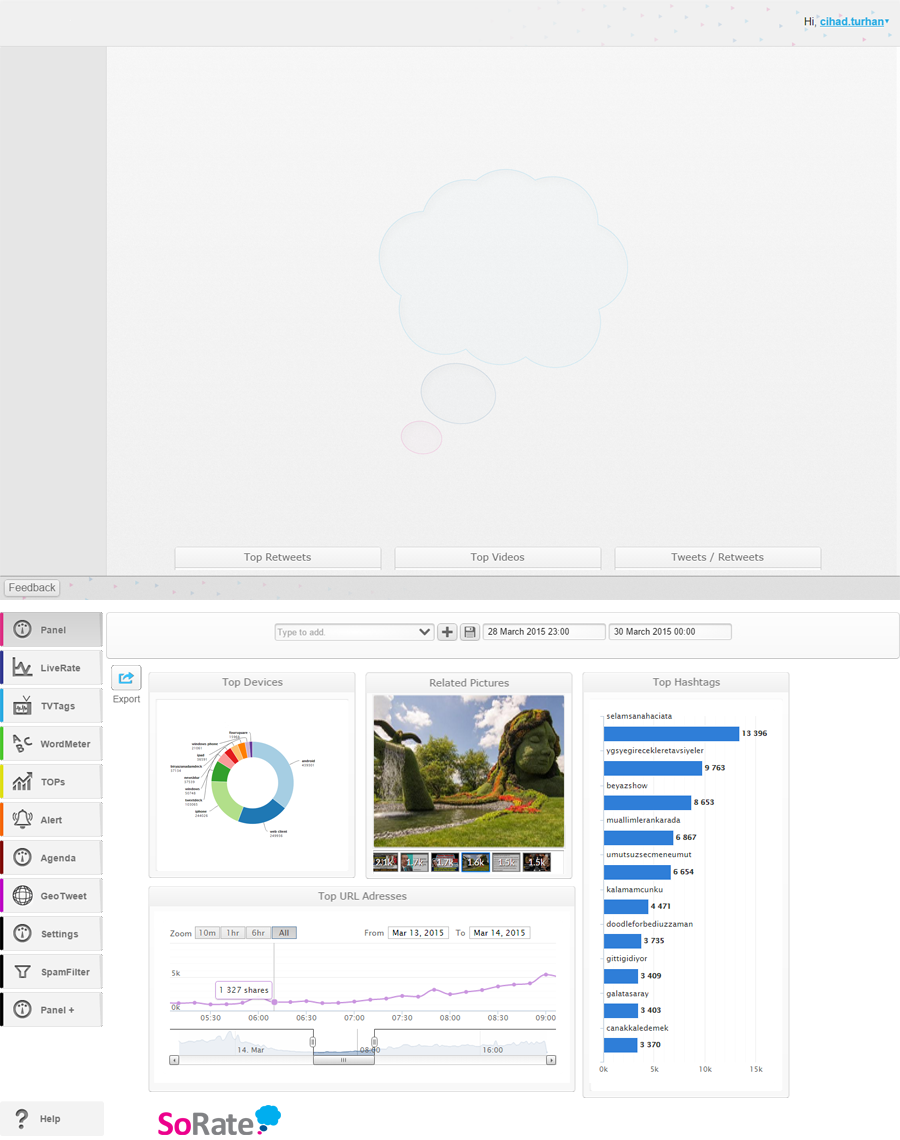 Hi, cihad.turhan
Top Retweets
Top Videos
Tweets / Retweets
Feedback
Panel
LiveRate
TVTags
WordMeter
TOPs
Alert
Agenda
GeoTweet
Settings
SpamFilter
Panel +
Help
Type to add.
28 March 2015 23:00
30 March 2015 00:00
Export
Top Devices
foursquare
windows phone
ipad
windows
iphone
android
web client
Related Pictures
2.1K 1.7K 1.7K 1.6K 1.5K 1.5K
Top Hashtags
selamsanahaciata
13 396
ygsyegirecekleretavsiyeler
9 763
beyazshow
8 653
muallimlerankarada
6 867
umutsuzsecmeneumut
6 654
kalamamcunku
4 471
doodleforbediuzzaman
3 735
gittigidiyor
3 409
galatasaray
3 403
canakkaledemek
3 370
0k 5k 10k 15k
Top URL Adresses
Zoom 10m 1hr 6hr All From Mar 13, 2015 To Mar 14, 2015
5k
1 327 shares
0k
05:30 06:00 06:30 07:00 07:30 08:00 08:30 09:00
14. Mar 08:00 16:00
SoRate